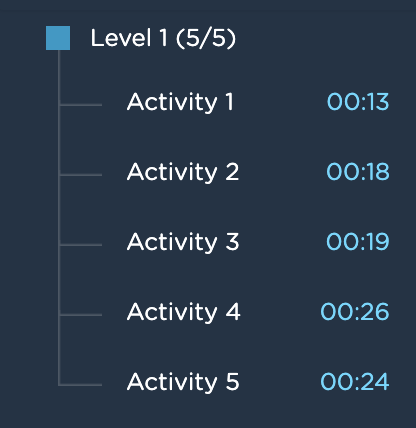 Level 1 (5/5)
Activity 1 00:13
Activity 2 00:18
Activity 3 00:19
Activity 4 00:26
Activity 5 00:24